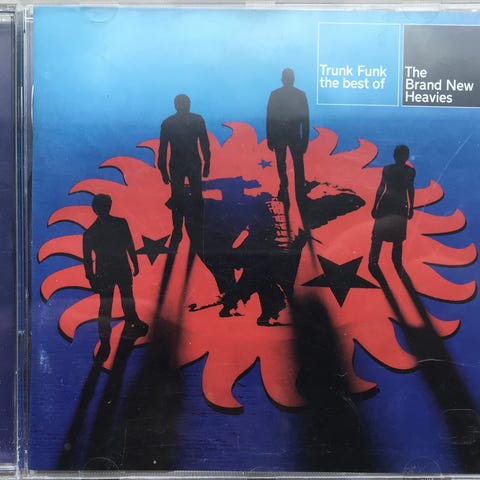 Trunk Funk
the best of
The
Brand New
Heavies